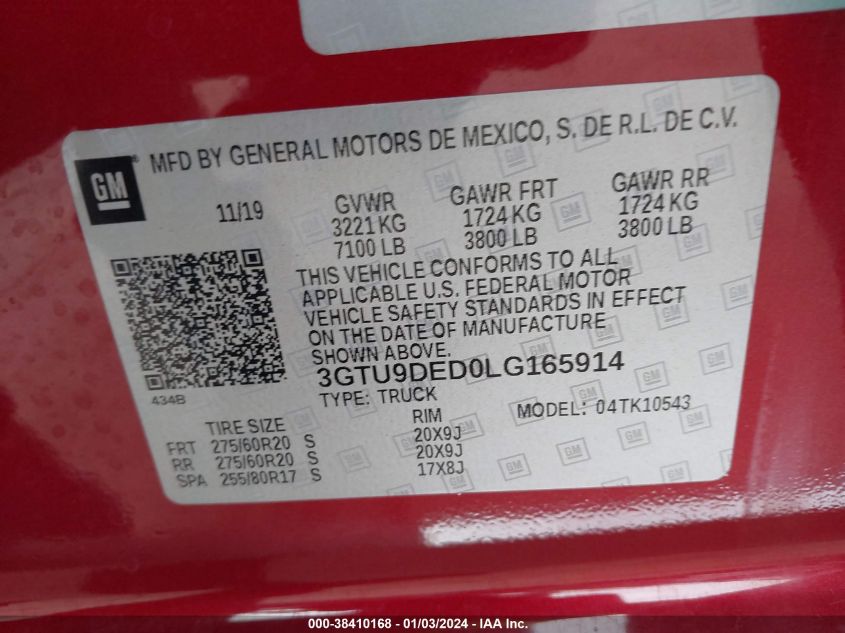 MFD BY GENERAL MOTORS DE MEXICO, S. DE R.L. DE C.V.
GM
11/19
GVWR GAWR FRT GAWR RR
3221 KG 1724 KG 1724 KG
7100 LB 3800 LB 3800 LB
THIS VEHICLE CONFORMS TO ALL
APPLICABLE U.S. FEDERAL MOTOR
VEHICLE SAFETY STANDARDS IN EFFECT
ON THE DATE OF MANUFACTURE
SHOWN ABOVE.
3GTU9DED0LG165914
434B
TYPE: TRUCK MODEL: 04TK10543
TIRE SIZE RIM
FRT 275/60R20 S 20X9J
RR 275/60R20 S 20X9J
SPA 255/80R17 S 17X8J
000-38410168 - 01/03/2024 - IAA Inc.